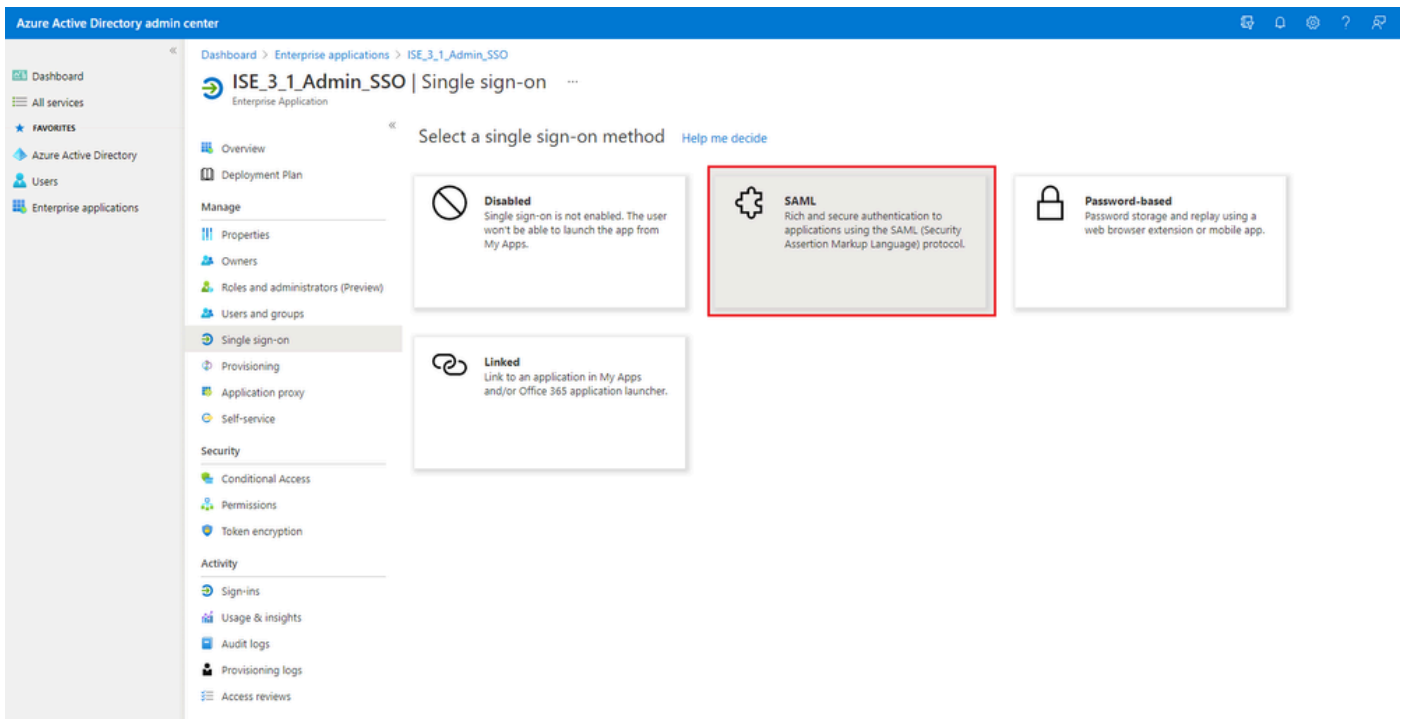 Azure Active Directory admin center
«
Dashboard
All services
FAVORITES
Azure Active Directory
Users
Enterprise applications
Dashboard > Enterprise applications > ISE_3_1_Admin_SSO
ISE_3_1_Admin_SSO | Single sign-on ...
Enterprise Application
«
Overview
Deployment Plan
Manage
Properties
Owners
Roles and administrators (Preview)
Users and groups
Single sign-on
Provisioning
Application proxy
Self-service
Security
Conditional Access
Permissions
Token encryption
Activity
Sign-ins
Usage & insights
Audit logs
Provisioning logs
Access reviews
Select a single sign-on method Help me decide
Disabled
Single sign-on is not enabled. The user
won't be able to launch the app from
My Apps.
SAML
Rich and secure authentication to
applications using the SAML (Security
Assertion Markup Language) protocol.
Password-based
Password storage and replay using a
web browser extension or mobile app.
Linked
Link to an application in My Apps
and/or Office 365 application launcher.